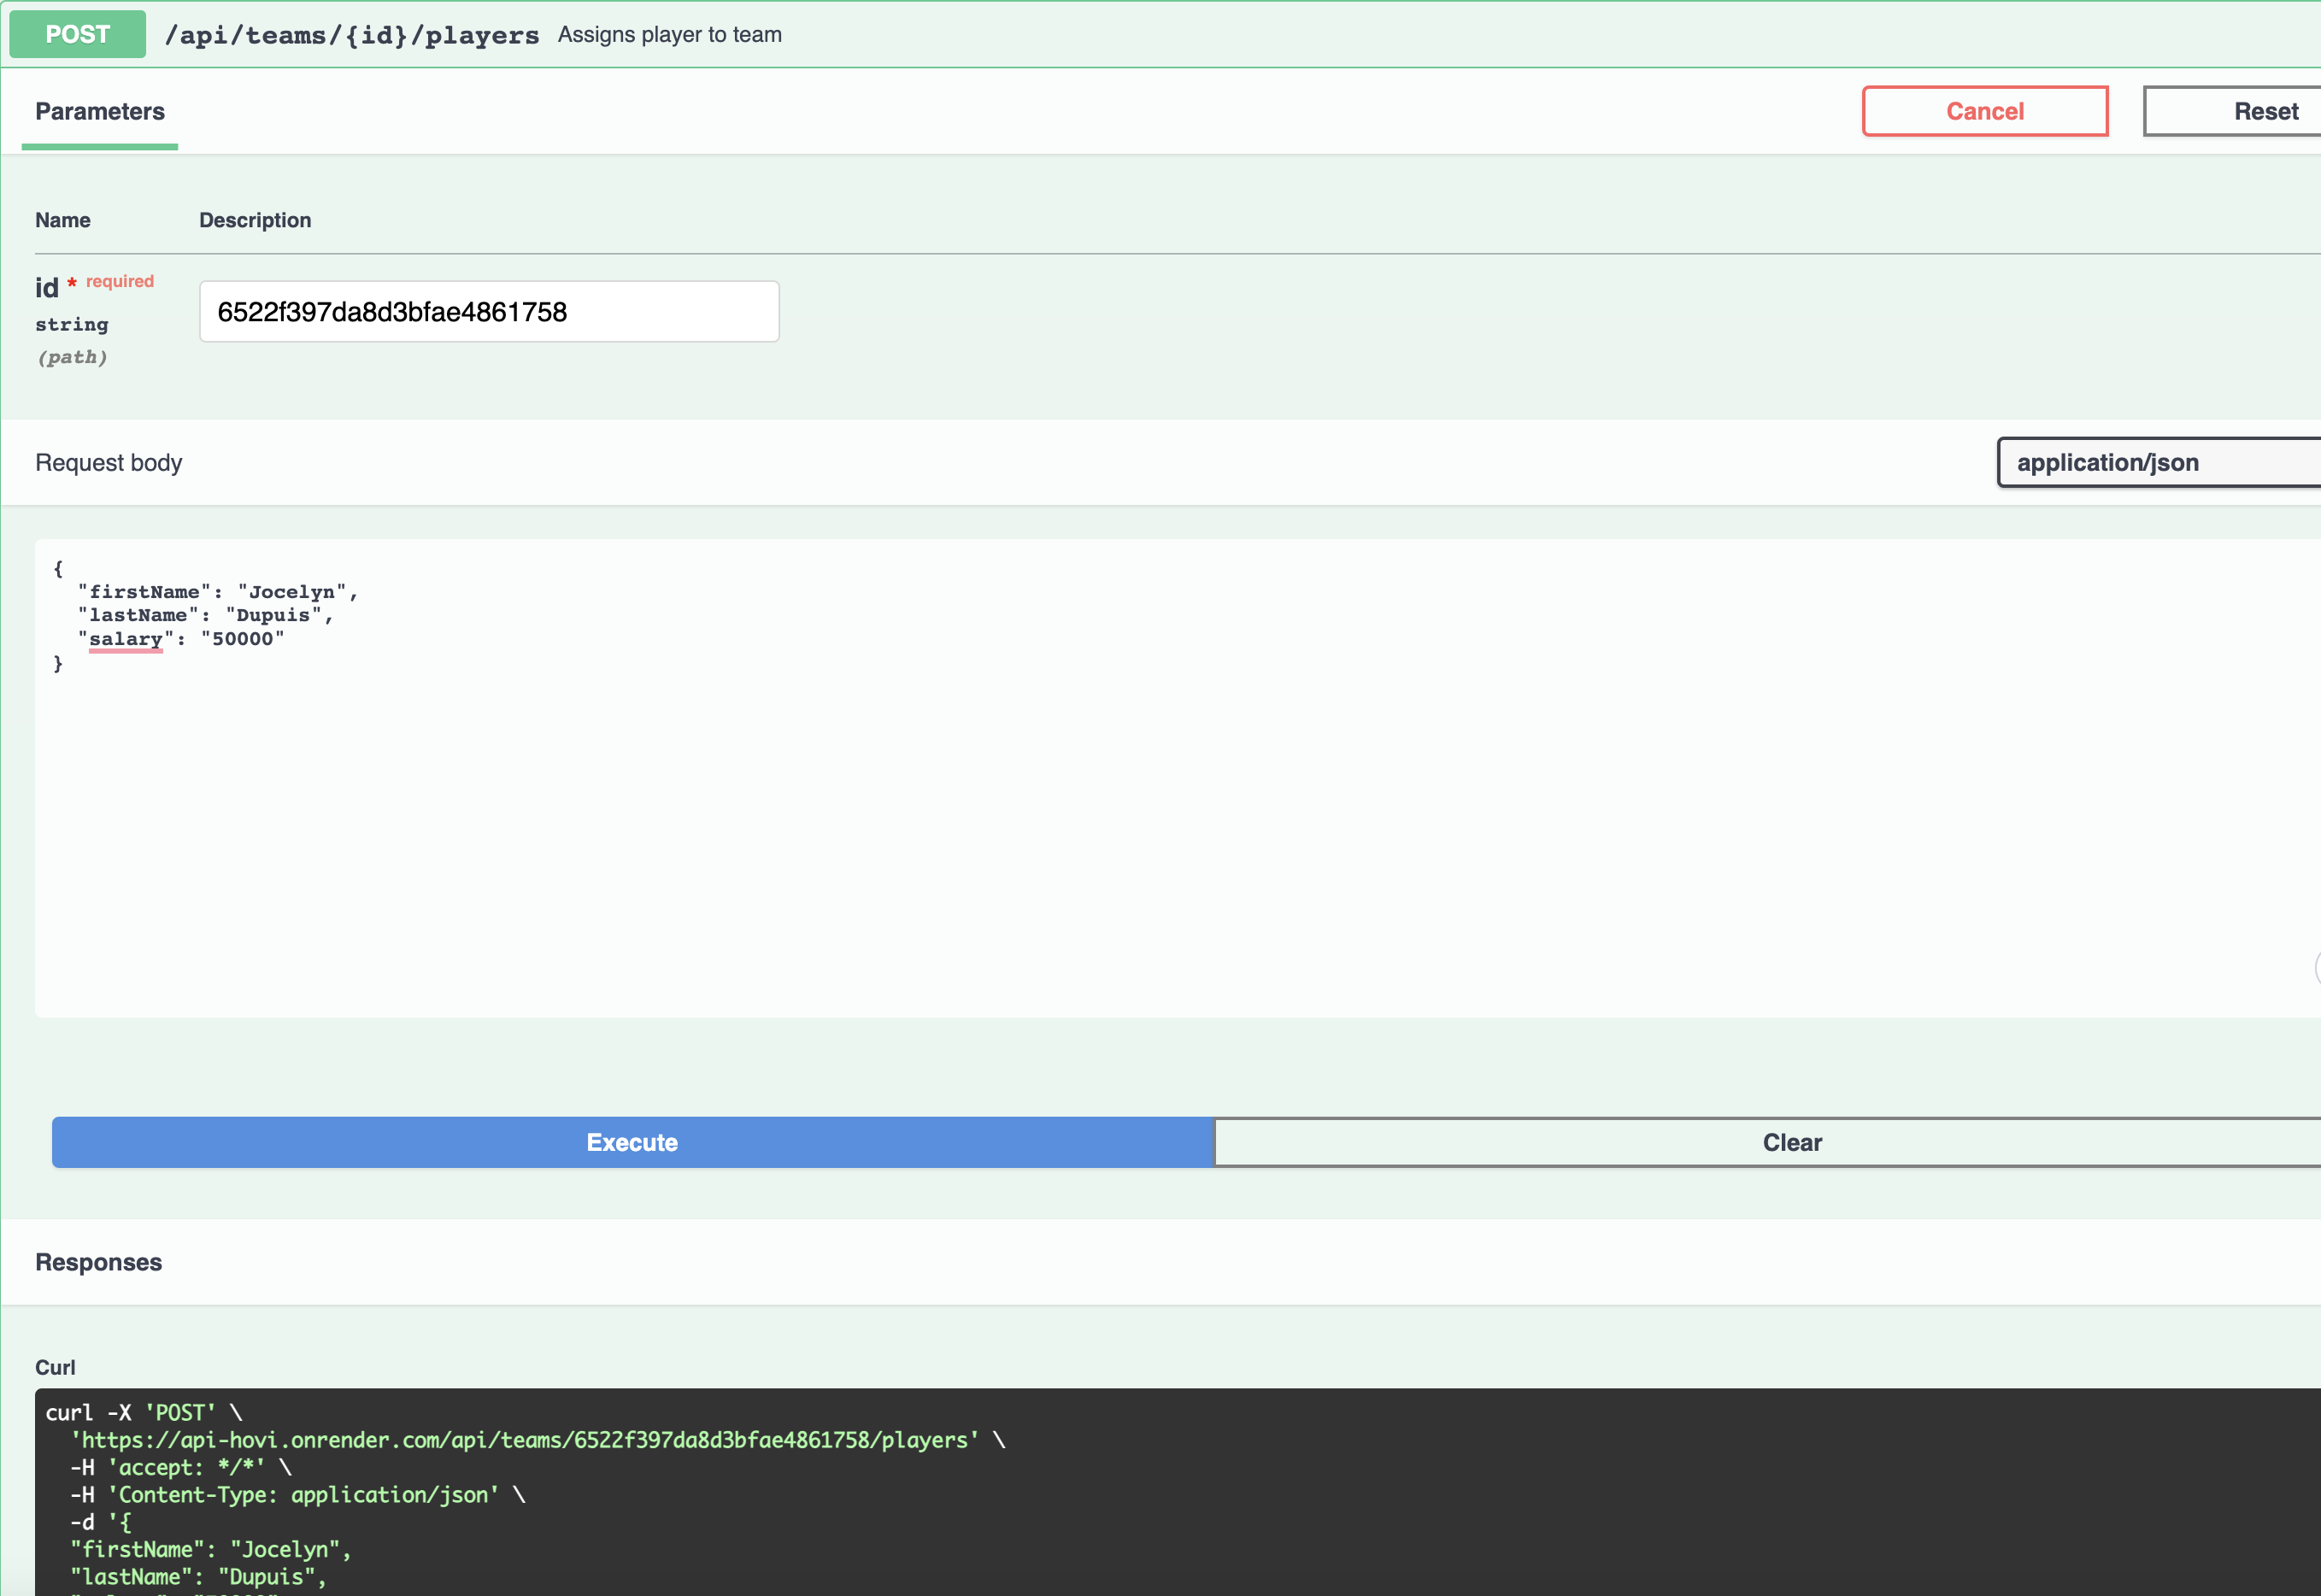 POST /api/teams/{id}/players Assigns player to team
Parameters
Cancel
Reset
Name Description
id * required
string
(path)
6522f397da8d3bfae4861758
Request body
application/json
{
"firstName": "Jocelyn",
"lastName": "Dupuis",
"salary": "50000"
}
Execute
Clear
Responses
Curl
curl -X 'POST' \
'https://api-hovi.onrender.com/api/teams/6522f397da8d3bfae4861758/players' \
-H 'accept: */*' \
-H 'Content-Type: application/json' \
-d '{
"firstName": "Jocelyn",
"lastName": "Dupuis",